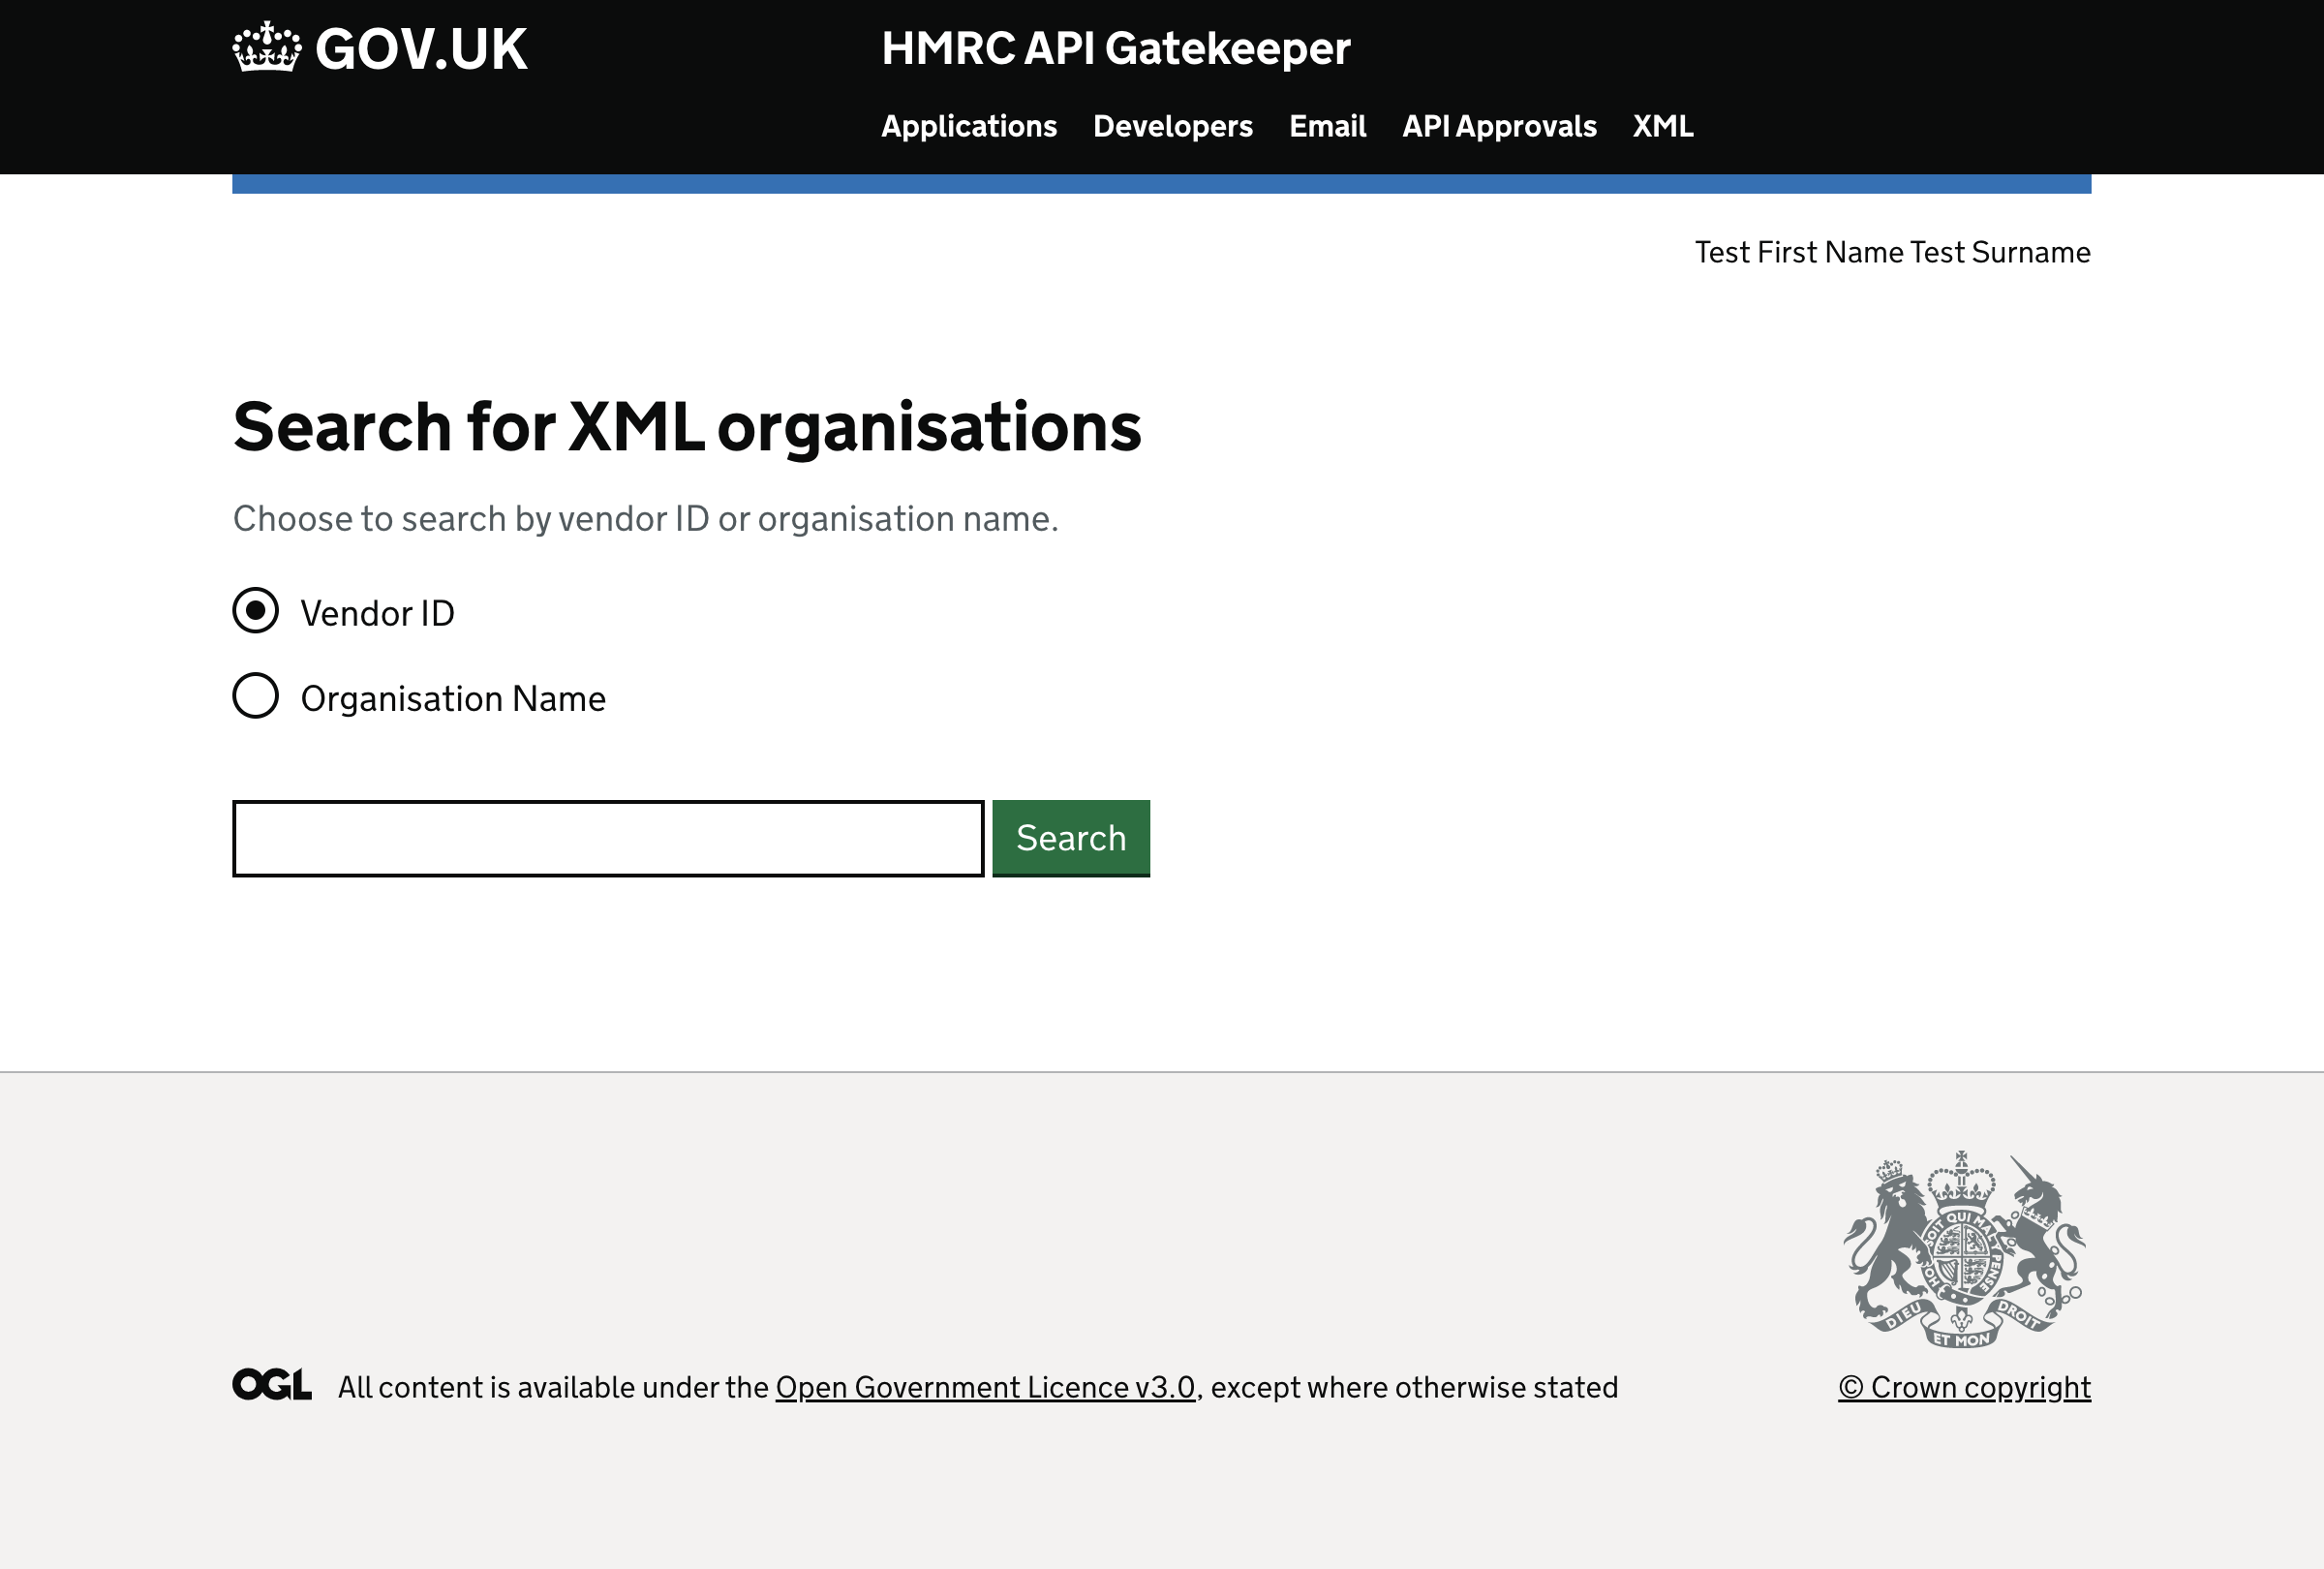 GOV.UK
HMRC API Gatekeeper
Applications Developers Email API Approvals XML
Test First Name Test Surname
Search for XML organisations
Choose to search by vendor ID or organisation name.
Vendor ID
Organisation Name
Search
HONI SOIT QUI MAL Y PENSE
DIEU ET MON DROIT
OGL All content is available under the Open Government Licence v3.0, except where otherwise stated
© Crown copyright